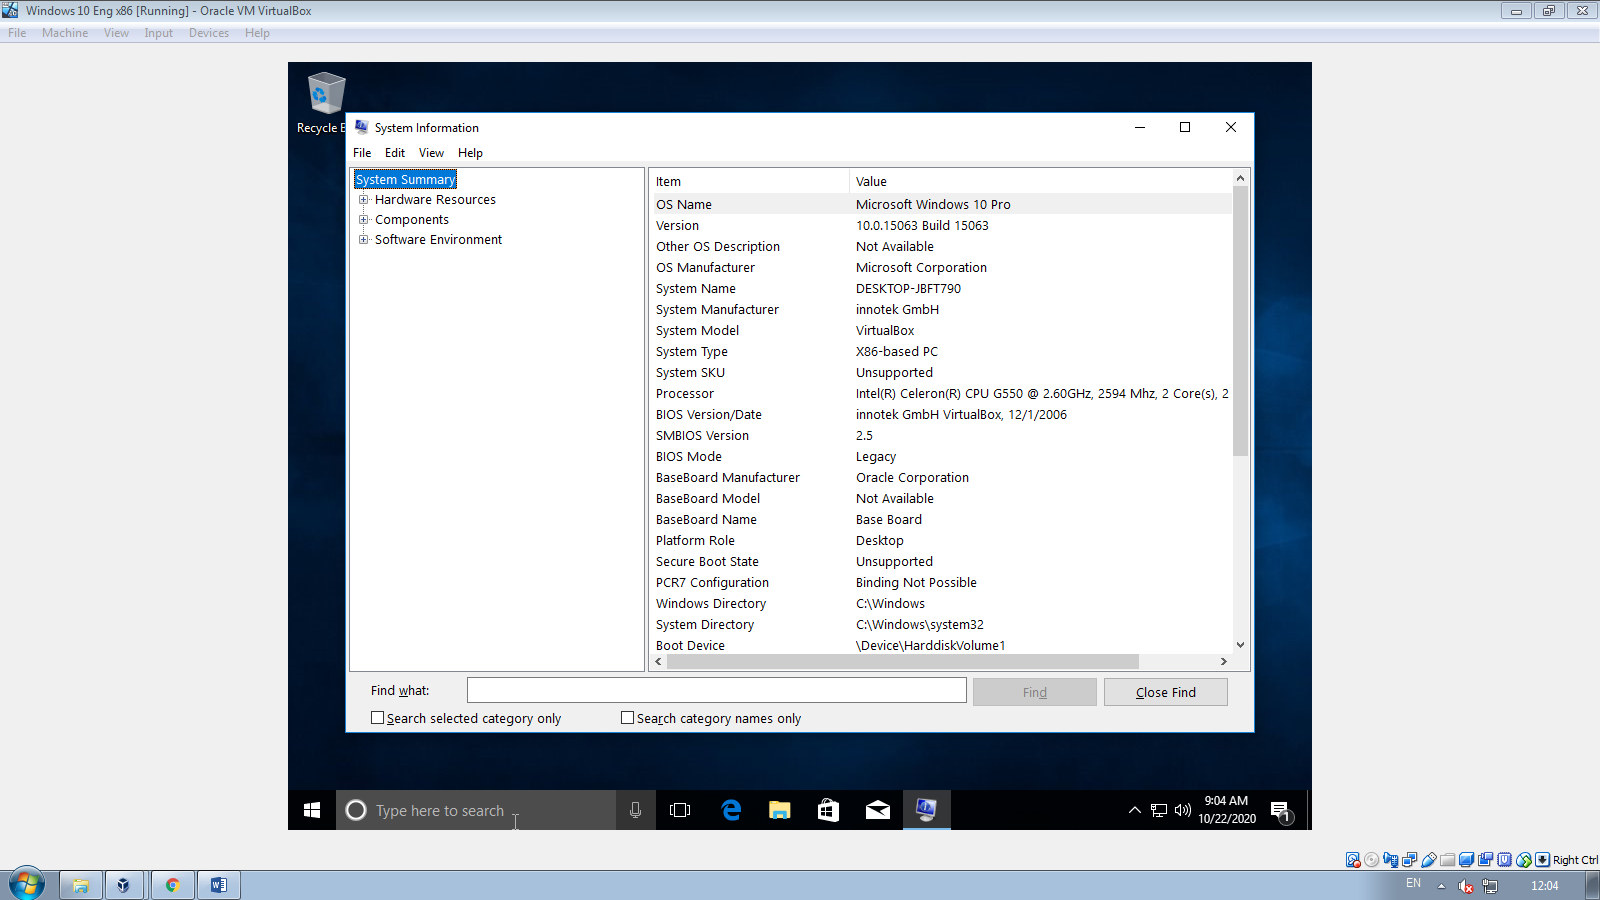 Windows 10 Eng x86 [Running] - Oracle VM VirtualBox
File Machine View Input Devices Help
Recycle B
System Information
File Edit View Help
System Summary
Hardware Resources
Components
Software Environment
Item Value
OS Name Microsoft Windows 10 Pro
Version 10.0.15063 Build 15063
Other OS Description Not Available
OS Manufacturer Microsoft Corporation
System Name DESKTOP-JBFT790
System Manufacturer innotek GmbH
System Model VirtualBox
System Type X86-based PC
System SKU Unsupported
Processor Intel(R) Celeron(R) CPU G550 @ 2.60GHz, 2594 Mhz, 2 Core(s), 2
BIOS Version/Date innotek GmbH VirtualBox, 12/1/2006
SMBIOS Version 2.5
BIOS Mode Legacy
BaseBoard Manufacturer Oracle Corporation
BaseBoard Model Not Available
BaseBoard Name Base Board
Platform Role Desktop
Secure Boot State Unsupported
PCR7 Configuration Binding Not Possible
Windows Directory C:\Windows
System Directory C:\Windows\system32
Boot Device \Device\HarddiskVolume1
Find what: Find Close Find
Search selected category only Search category names only
Type here to search
9:04 AM
10/22/2020
1
Right Ctrl
EN 12:04